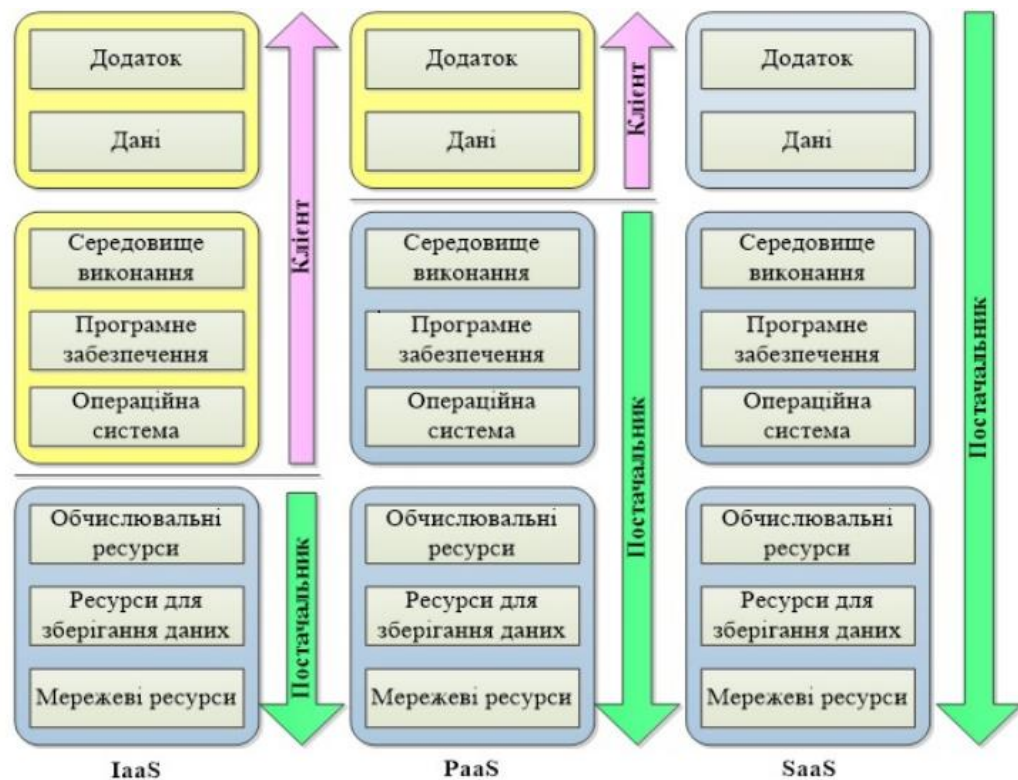 Додаток
Дані
Середовище
виконання
Програмне
забезпечення
Операційна
система
Обчислювальні
ресурси
Ресурси для
зберігання даних
Мережеві ресурси
Клієнт
Постачальник
IaaS
Додаток
Дані
Середовище
виконання
Програмне
забезпечення
Операційна
система
Обчислювальні
ресурси
Ресурси для
зберігання даних
Мережеві ресурси
Клієнт
Постачальник
PaaS
Додаток
Дані
Середовище
виконання
Програмне
забезпечення
Операційна
система
Обчислювальні
ресурси
Ресурси для
зберігання даних
Мережеві ресурси
Постачальник
SaaS